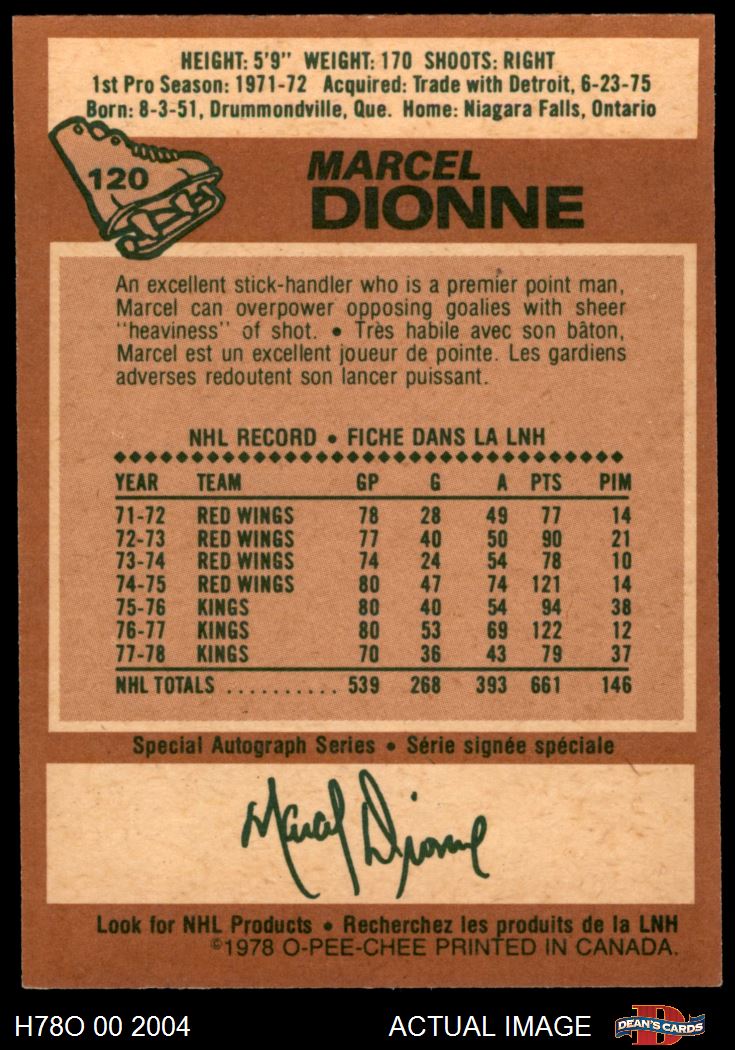 HEIGHT: 5'9" WEIGHT: 170 SHOOTS: RIGHT
1st Pro Season: 1971-72 Acquired: Trade with Detroit, 6-23-75
Born: 8-3-51, Drummondville, Que. Home: Niagara Falls, Ontario
120
MARCEL
DIONNE
An excellent stick-handler who is a premier point man,
Marcel can overpower opposing goalies with sheer
"heaviness" of shot. • Très habile avec son bâton,
Marcel est un excellent joueur de pointe. Les gardiens
adverses redoutent son lancer puissant.
NHL RECORD • FICHE DANS LA LNH
YEAR TEAM GP G A PTS PIM
71-72 RED WINGS 78 28 49 77 14
72-73 RED WINGS 77 40 50 90 21
73-74 RED WINGS 74 24 54 78 10
74-75 RED WINGS 80 47 74 121 14
75-76 KINGS 80 40 54 94 38
76-77 KINGS 80 53 69 122 12
77-78 KINGS 70 36 43 79 37
NHL TOTALS .......... 539 268 393 661 146
Special Autograph Series • Série signée spéciale
Marcel Dionne
Look for NHL Products • Recherchez les produits de la LNH
©1978 O-PEE-CHEE PRINTED IN CANADA.
H78O 00 2004 ACTUAL IMAGE
D
DEAN'S CARDS